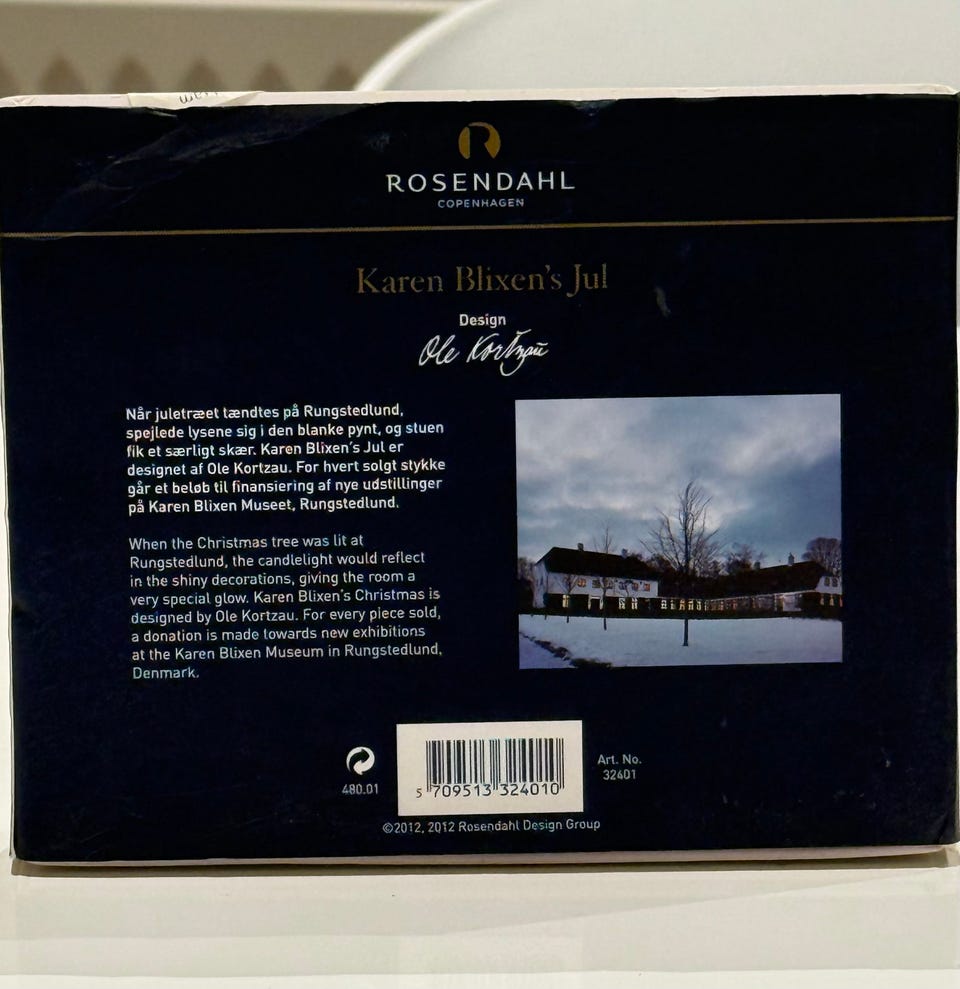 R
ROSENDAHL
COPENHAGEN
Karen Blixen's Jul
Design
Ole Kortzau
Når juletræet tændtes på Rungstedlund,
spejlede lysene sig i den blanke pynt, og stuen
fik et særligt skær. Karen Blixen's Jul er
designet af Ole Kortzau. For hvert solgt stykke
går et beløb til finansiering af nye udstillinger
på Karen Blixen Museet, Rungstedlund.
When the Christmas tree was lit at
Rungstedlund, the candlelight would reflect
in the shiny decorations, giving the room a
very special glow. Karen Blixen's Christmas is
designed by Ole Kortzau. For every piece sold,
a donation is made towards new exhibitions
at the Karen Blixen Museum in Rungstedlund,
Denmark.
480.01
5 709513 324010
Art. No.
32401
©2012, 2012 Rosendahl Design Group